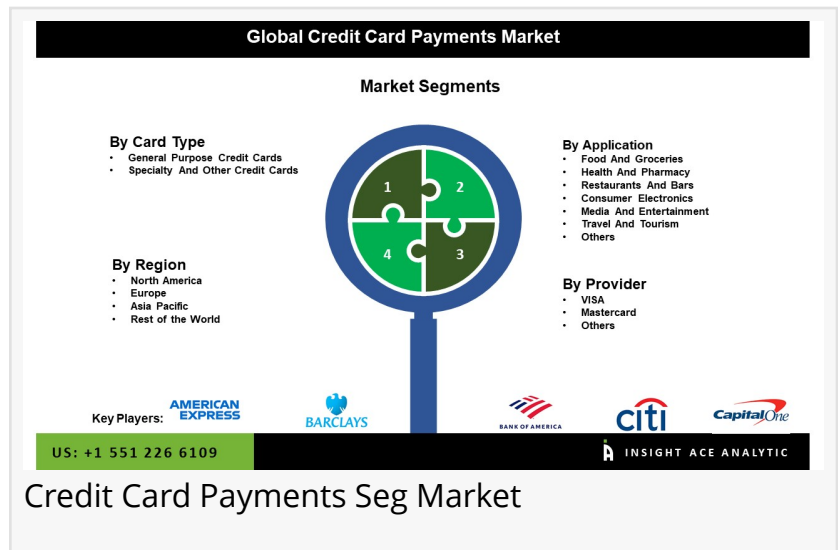 Global Credit Card Payments Market
Market Segments
By Card Type
• General Purpose Credit Cards
• Specialty And Other Credit Cards
By Application
• Food And Groceries
• Health And Pharmacy
• Restaurants And Bars
• Consumer Electronics
• Media And Entertainment
• Travel And Tourism
• Others
1
2
4
3
By Region
• North America
• Europe
• Asia Pacific
• Rest of the World
By Provider
• VISA
• Mastercard
• Others
Key Players:
AMERICAN
EXPRESS
BARCLAYS
BANK OF AMERICA
citi
Capital One
US: +1 551 226 6109
INSIGHT ACE ANALYTIC
Credit Card Payments Seg Market